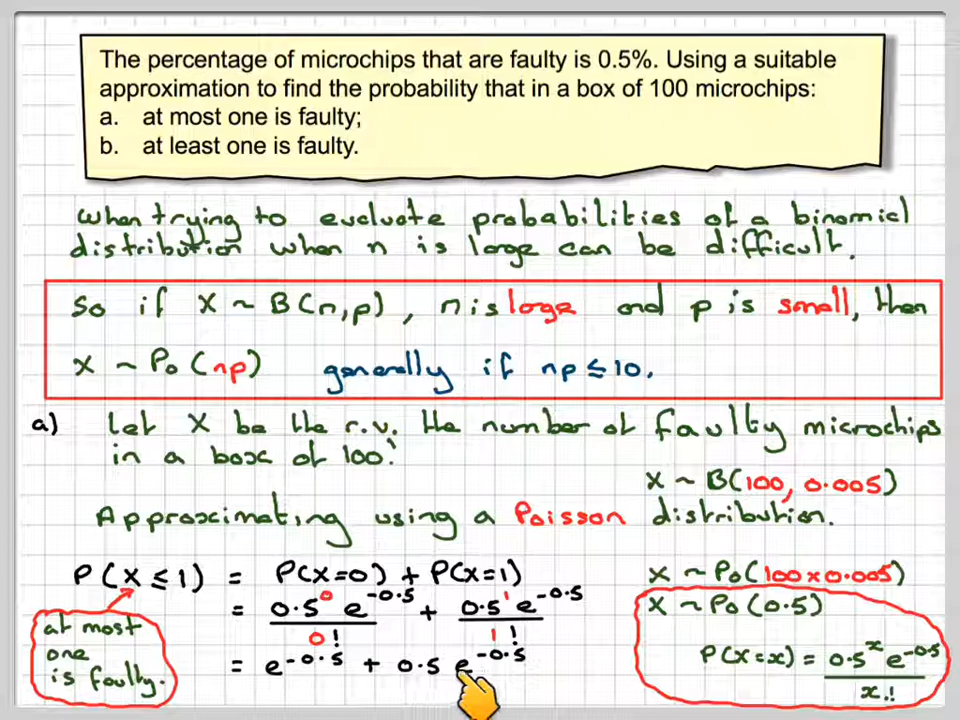 The percentage of microchips that are faulty is 0.5%. Using a suitable
approximation to find the probability that in a box of 100 microchips:
a. at most one is faulty;
b. at least one is faulty.
When trying to evaluate probabilities of a binomial
distribution when n is large can be difficult.
So if X ~ B(n,p), n is large and p is small, then
X ~ Po(np) generally if np ≤ 10.
a) Let X be the r.v. 'the number of faulty microchips
in a box of 100'.
X ~ B(100, 0.005)
Approximating using a Poisson distribution.
P(X ≤ 1) = P(X=0) + P(X=1)
= 0.5⁰ e^-0.5 / 0! + 0.5¹ e^-0.5 / 1!
= e^-0.5 + 0.5 e^-0.5
at most
one
is faulty.
X ~ Po(100 x 0.005)
X ~ Po(0.5)
P(X=x) = 0.5^x e^-0.5 / x!